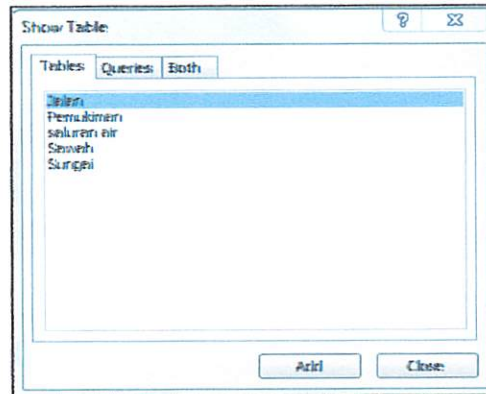 Show Table
Tables Queries Both
Jalan
Pemukiman
saluran air
Sawah
Sungai
Add Close